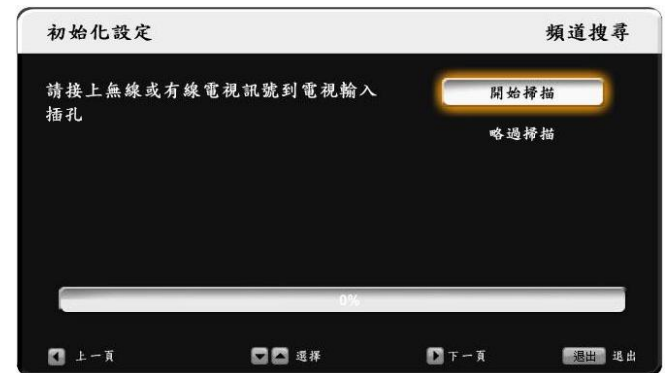 初始化設定 頻道搜尋
請接上無線或有線電視訊號到電視輸入
插孔
開始掃描
略過掃描
0%
上一頁 選擇 下一頁 退出 退出